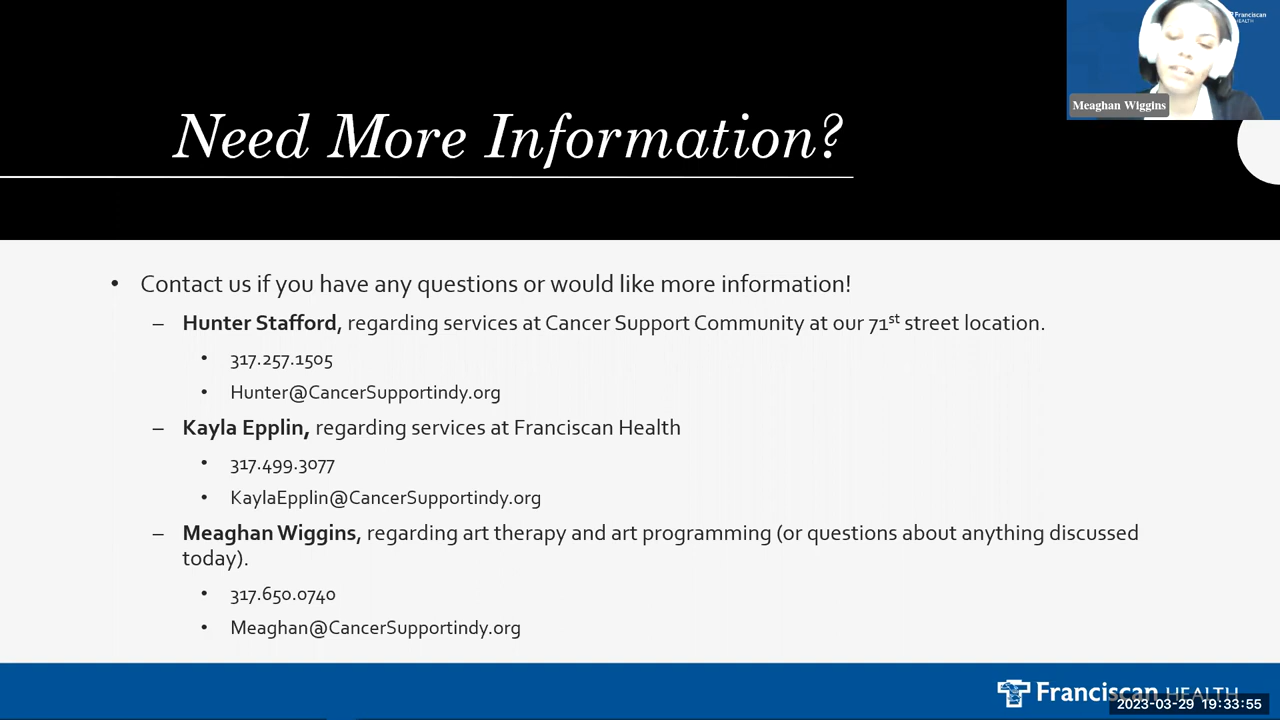 Franciscan
HEALTH
Meaghan Wiggins
Need More Information?
• Contact us if you have any questions or would like more information!
– Hunter Stafford, regarding services at Cancer Support Community at our 71st street location.
• 317.257.1505
• Hunter@CancerSupportindy.org
– Kayla Epplin, regarding services at Franciscan Health
• 317.499.3077
• KaylaEpplin@CancerSupportindy.org
– Meaghan Wiggins, regarding art therapy and art programming (or questions about anything discussed
today).
• 317.650.0740
• Meaghan@CancerSupportindy.org
Franciscan HEALTH
2023-03-29 19:33:55